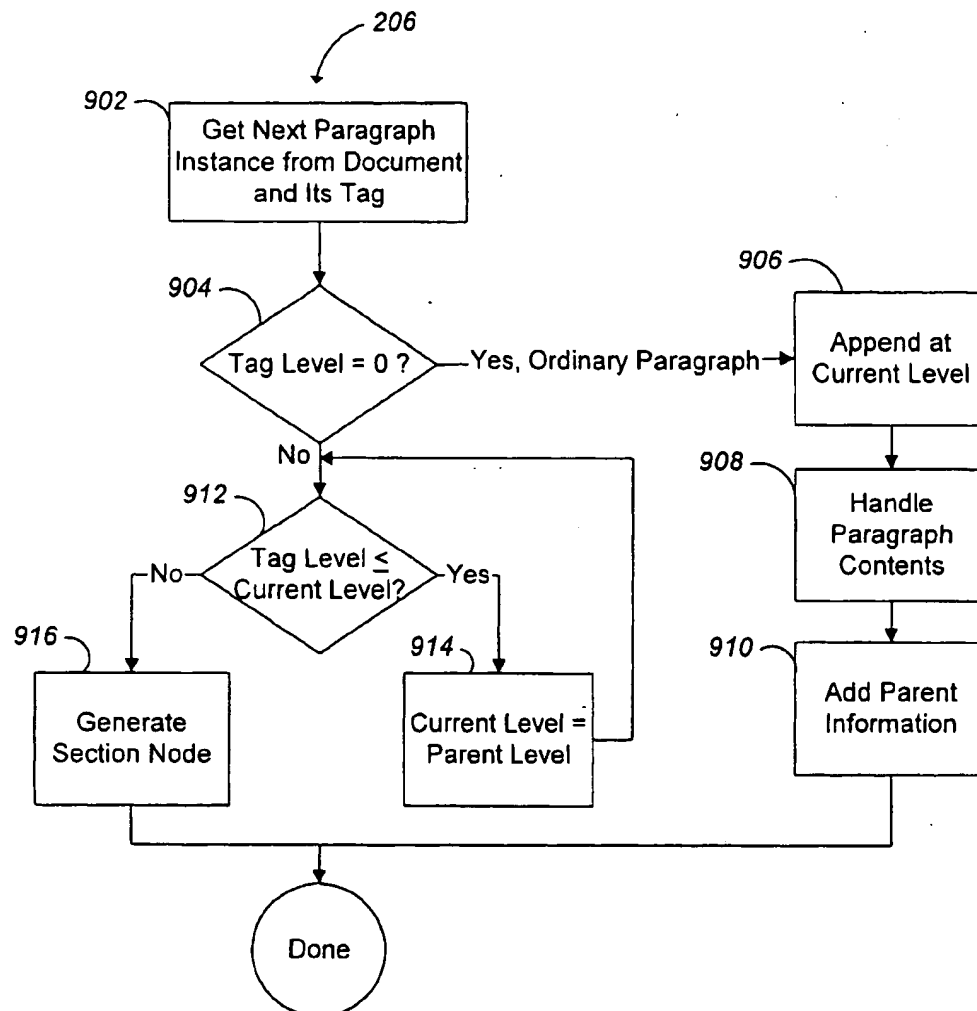 206
902
Get Next Paragraph
Instance from Document
and Its Tag
904
Tag Level = 0 ?
Yes, Ordinary Paragraph
906
Append at
Current Level
No
908
Handle
Paragraph
Contents
912
Tag Level ≤
Current Level?
No
Yes
916
Generate
Section Node
914
Current Level =
Parent Level
910
Add Parent
Information
Done